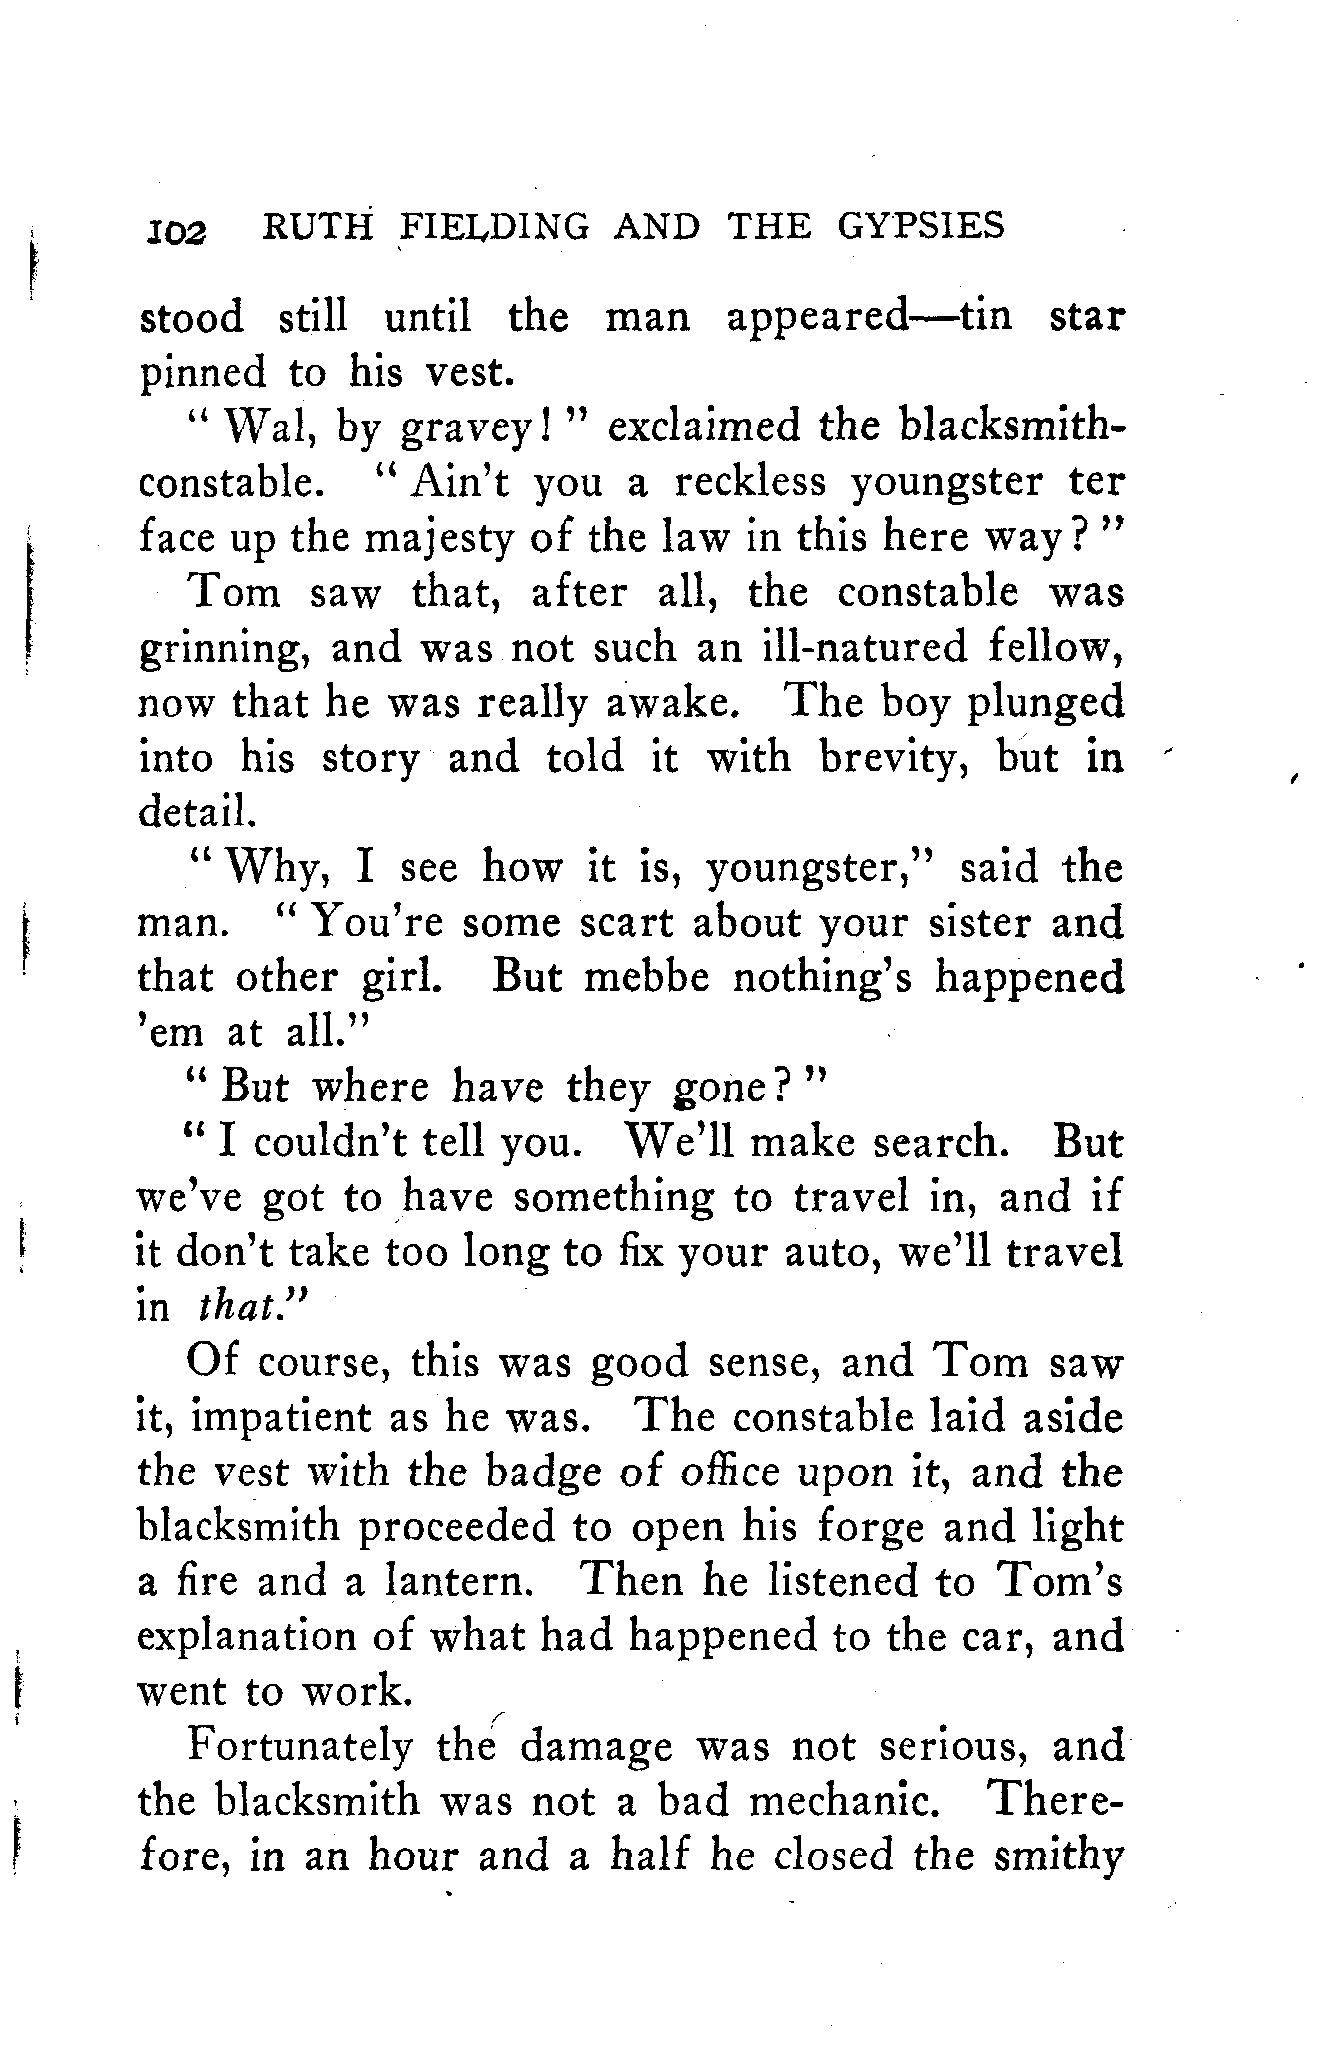 102 RUTH FIELDING AND THE GYPSIES
stood still until the man appeared—tin star
pinned to his vest.
" Wal, by gravey! " exclaimed the blacksmith-
constable. " Ain't you a reckless youngster ter
face up the majesty of the law in this here way? "
Tom saw that, after all, the constable was
grinning, and was not such an ill-natured fellow,
now that he was really awake. The boy plunged
into his story and told it with brevity, but in
detail.
" Why, I see how it is, youngster," said the
man. " You're some scart about your sister and
that other girl. But mebbe nothing's happened
'em at all."
" But where have they gone? "
" I couldn't tell you. We'll make search. But
we've got to have something to travel in, and if
it don't take too long to fix your auto, we'll travel
in that."
Of course, this was good sense, and Tom saw
it, impatient as he was. The constable laid aside
the vest with the badge of office upon it, and the
blacksmith proceeded to open his forge and light
a fire and a lantern. Then he listened to Tom's
explanation of what had happened to the car, and
went to work.
Fortunately the damage was not serious, and
the blacksmith was not a bad mechanic. There-
fore, in an hour and a half he closed the smithy